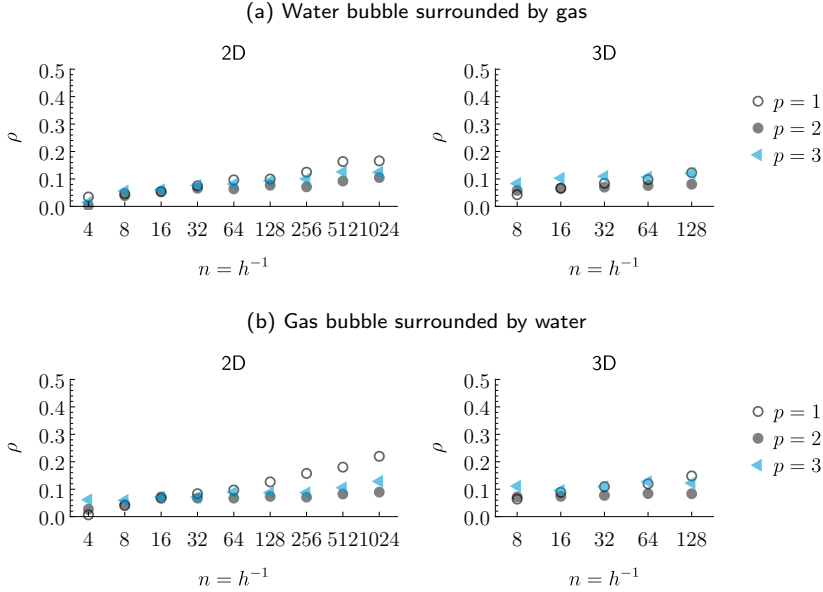 (a) Water bubble surrounded by gas
2D
3D
0.5
0.4
0.3
0.2
0.1
0.0
ρ
4 8 16 32 64 128 256 512 1024
n = h⁻¹
0.5
0.4
0.3
0.2
0.1
0.0
ρ
8 16 32 64 128
n = h⁻¹
p = 1
p = 2
p = 3
(b) Gas bubble surrounded by water
2D
3D
0.5
0.4
0.3
0.2
0.1
0.0
ρ
4 8 16 32 64 128 256 512 1024
n = h⁻¹
0.5
0.4
0.3
0.2
0.1
0.0
ρ
8 16 32 64 128
n = h⁻¹
p = 1
p = 2
p = 3